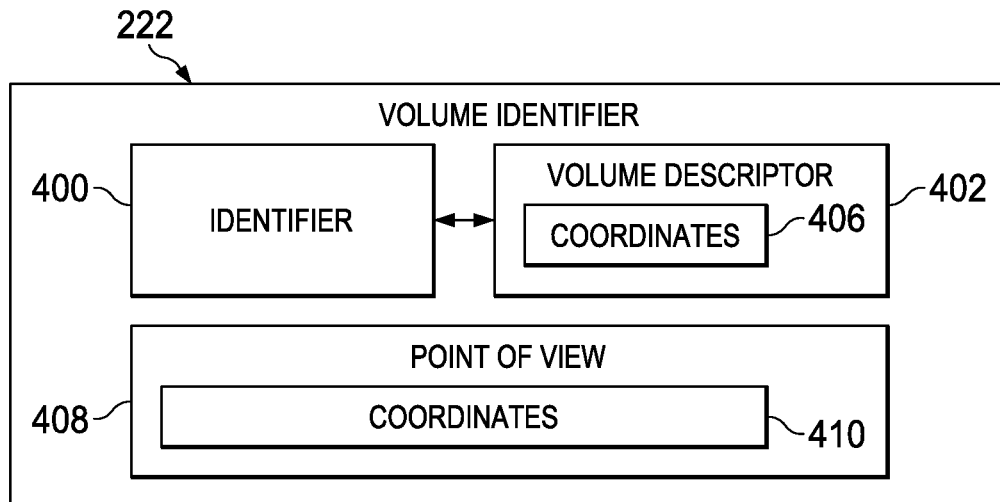 222
VOLUME IDENTIFIER
400
IDENTIFIER
VOLUME DESCRIPTOR
402
COORDINATES
406
POINT OF VIEW
408
COORDINATES
410